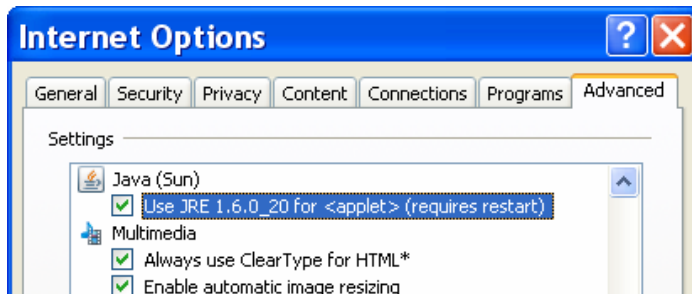 Internet Options
General Security Privacy Content Connections Programs Advanced
Settings
Java (Sun)
Use JRE 1.6.0_20 for <applet> (requires restart)
Multimedia
Always use ClearType for HTML*
Enable automatic image resizing